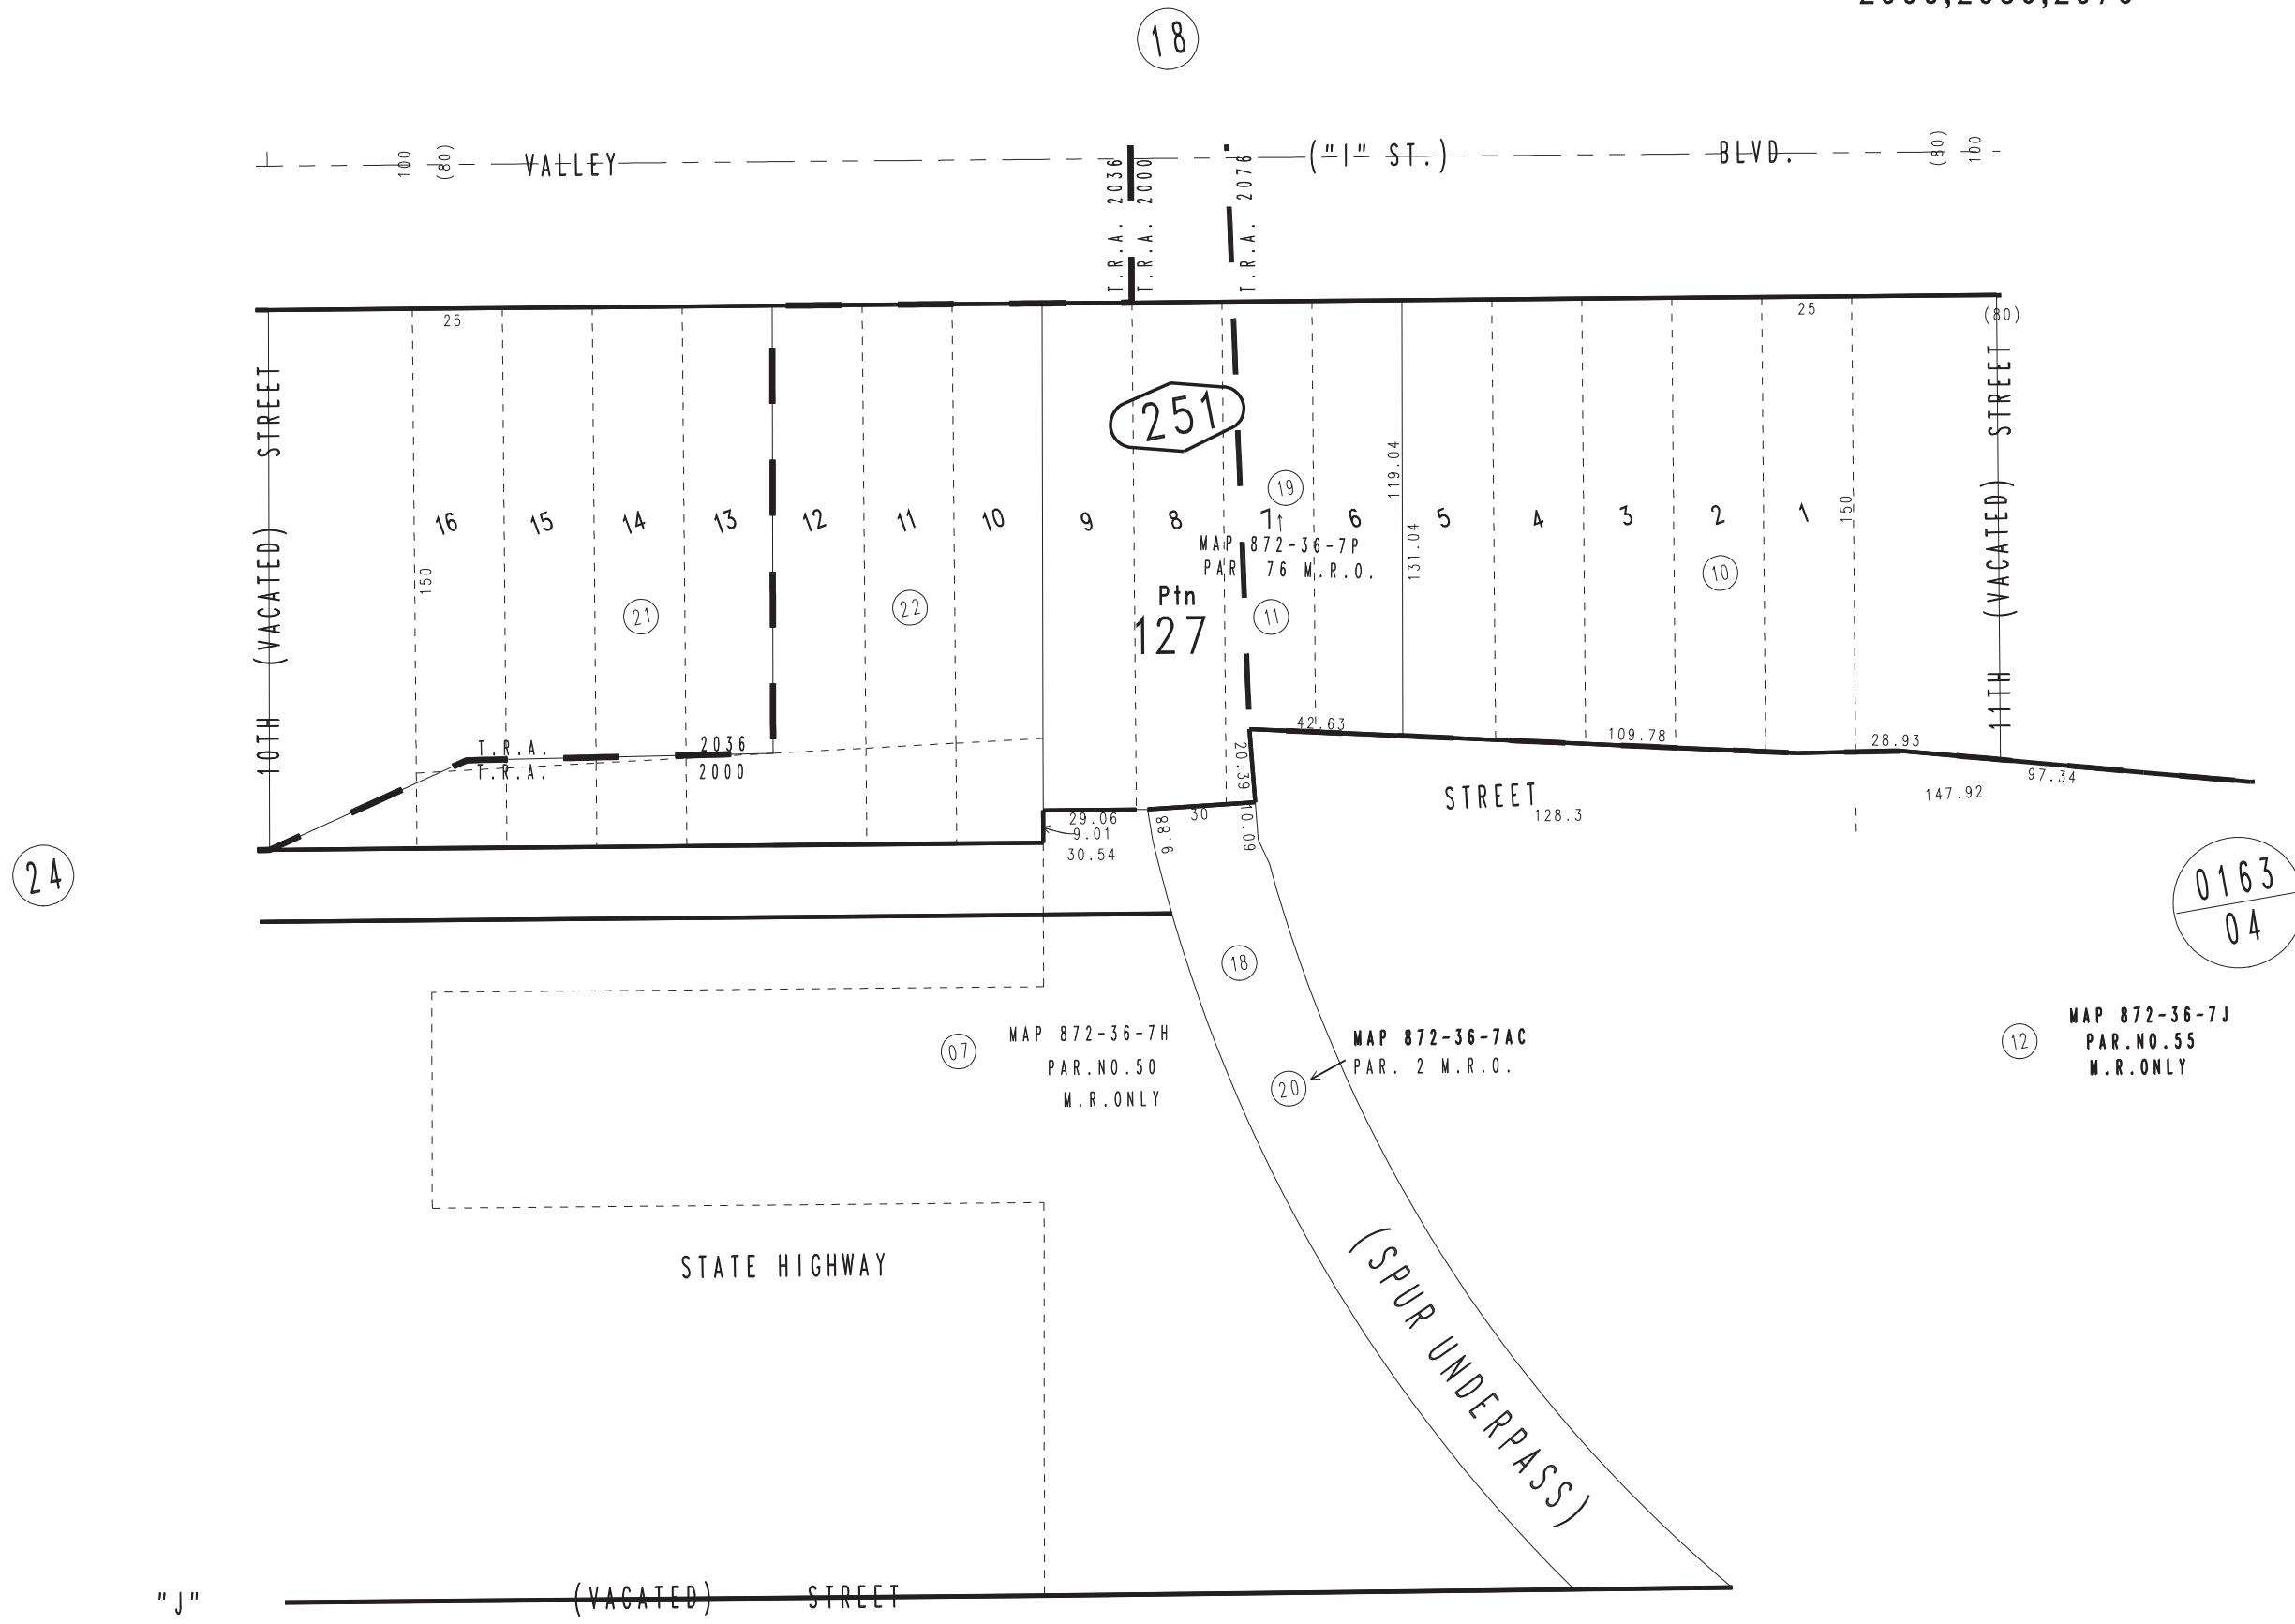 18
100
(80)
VALLEY
("I" ST.)
BLVD.
(80)
100
T.R.A. 2036
T.R.A. 2000
T.R.A. 2076
25
25
(80)
10TH (VACATED) STREET
11TH (VACATED) STREET
251
119.04
131.04
150
150
19
16
15
14
13
12
11
10
9
8
7
6
5
4
3
2
1
MAP 872-36-7P
PAR 76 M.R.O.
10
21
22
Ptn
127
11
42.63
109.78
28.93
97.34
T.R.A. 2036
T.R.A. 2000
20.39
STREET
128.3
147.92
29.06
30
9.01
30.54
88.6
10.09
24
0163
04
18
07
MAP 872-36-7H
PAR.NO.50
M.R.ONLY
MAP 872-36-7AC
PAR. 2 M.R.O.
20
12
MAP 872-36-7J
PAR.NO.55
M.R.ONLY
STATE HIGHWAY
(SPUR UNDERPASS)
"J" (VACATED) STREET